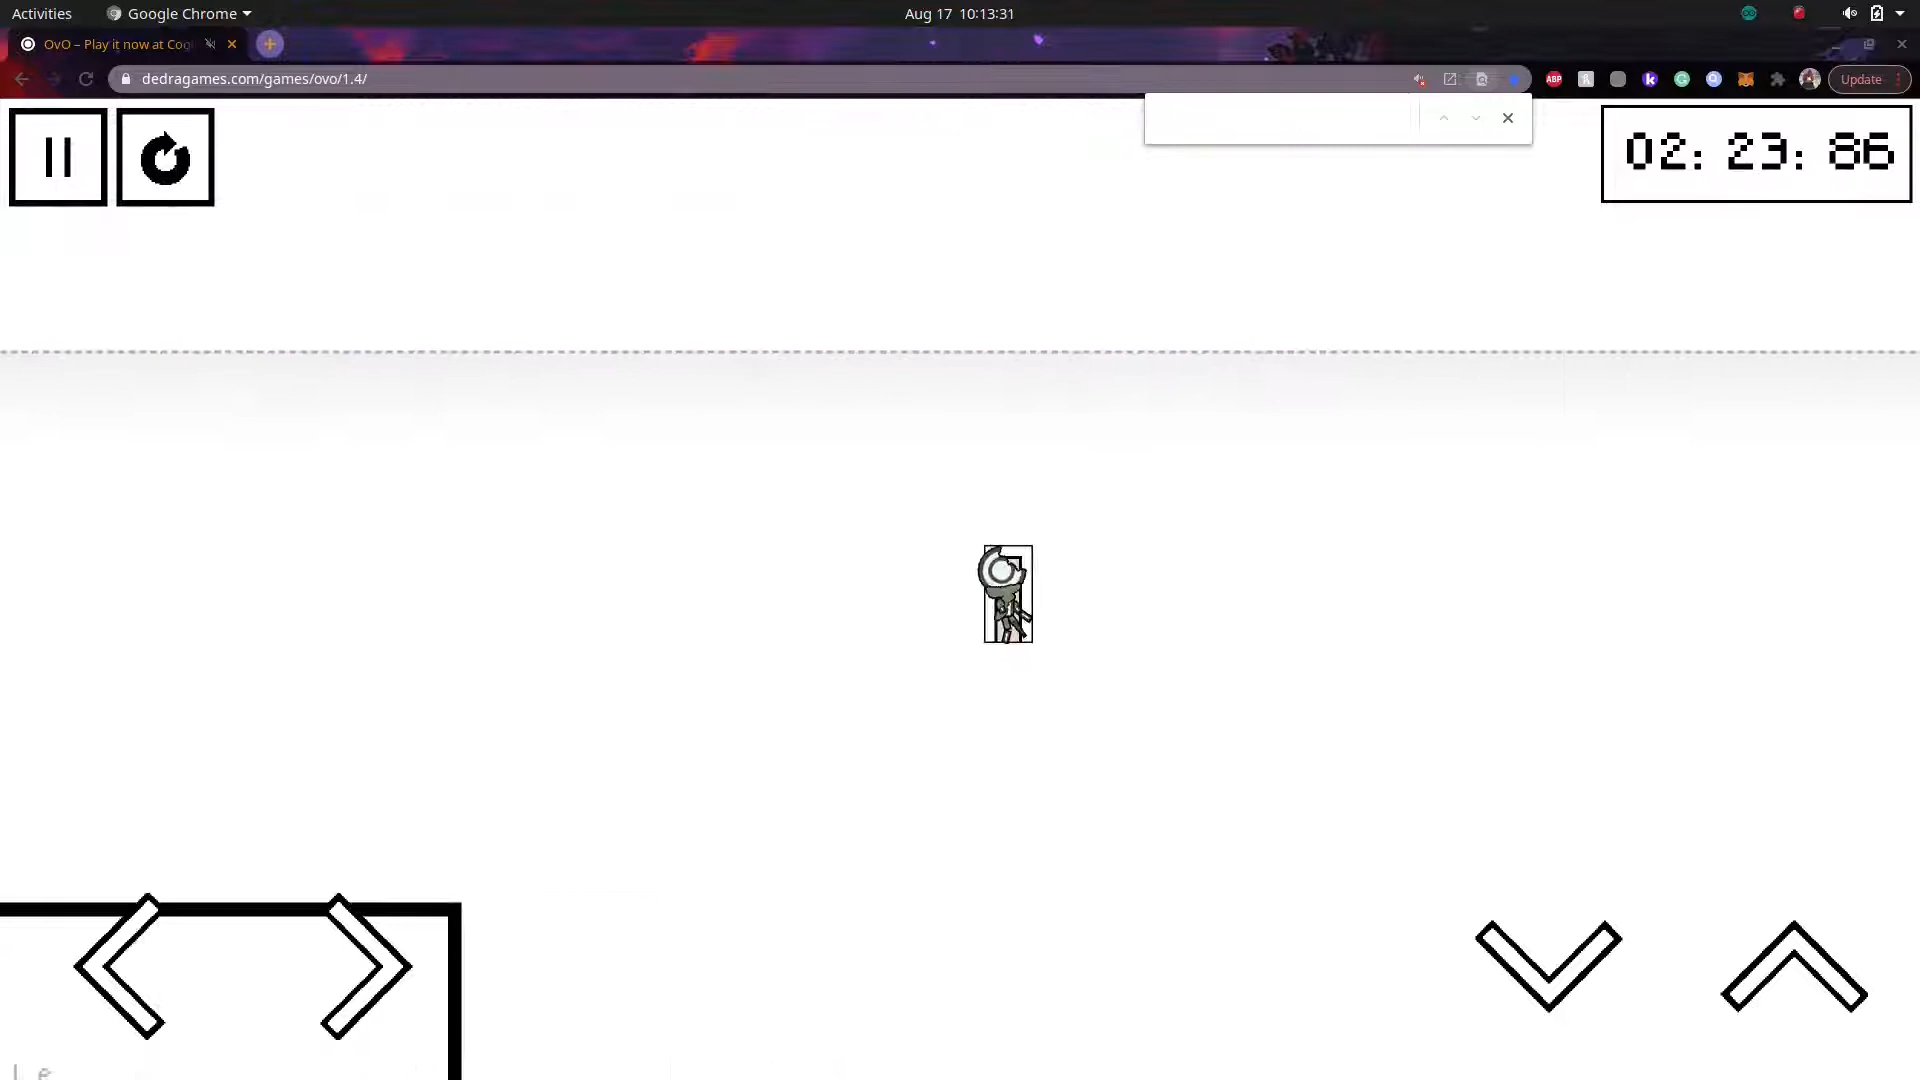 Activities
Google Chrome
Aug 17 10:13:31
OvO – Play it now at Coo
dedragames.com/games/ovo/1.4/
ABP
Update
02: 23: 86
Le